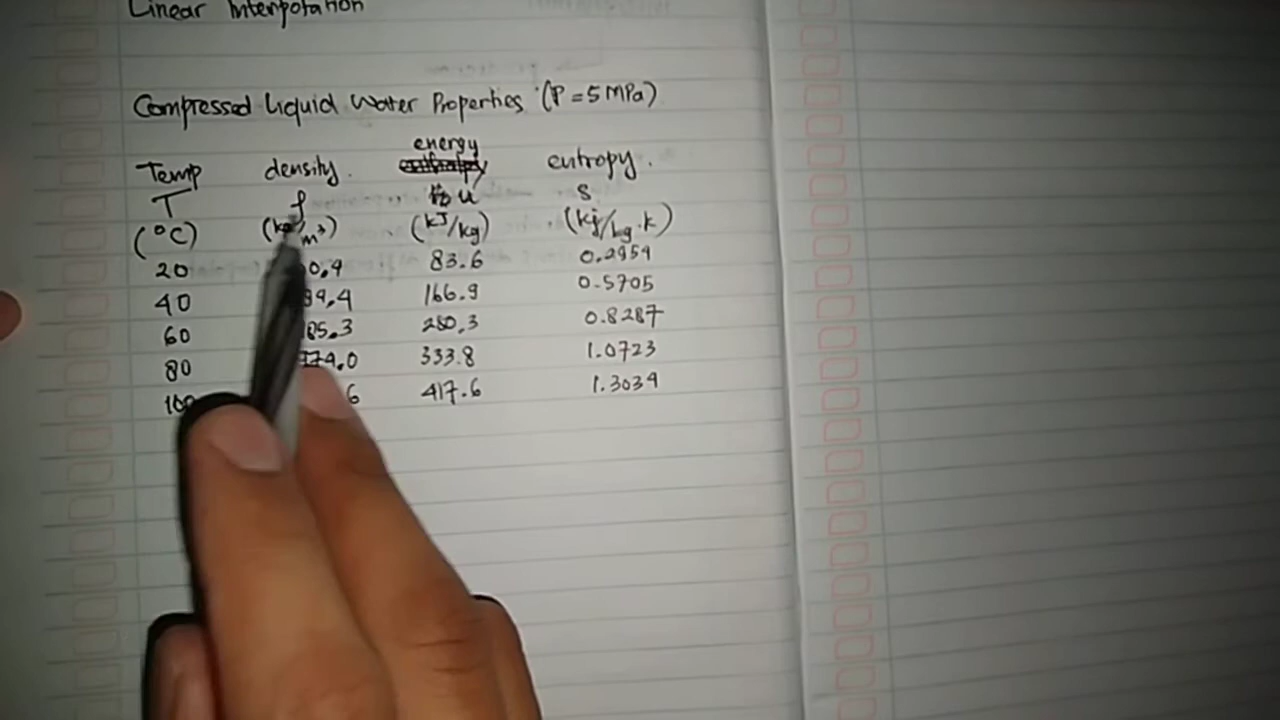 Linear Interpolation
Compressed Liquid Water Properties (P = 5 MPa)
Temp density. energy entropy.
T ρ u s
(°C) (kJ/kg) (kJ/kg.k)
20 83.6 0.2954
40 166.9 0.5705
60 250.3 0.8287
80 333.8 1.0723
100 417.6 1.3034